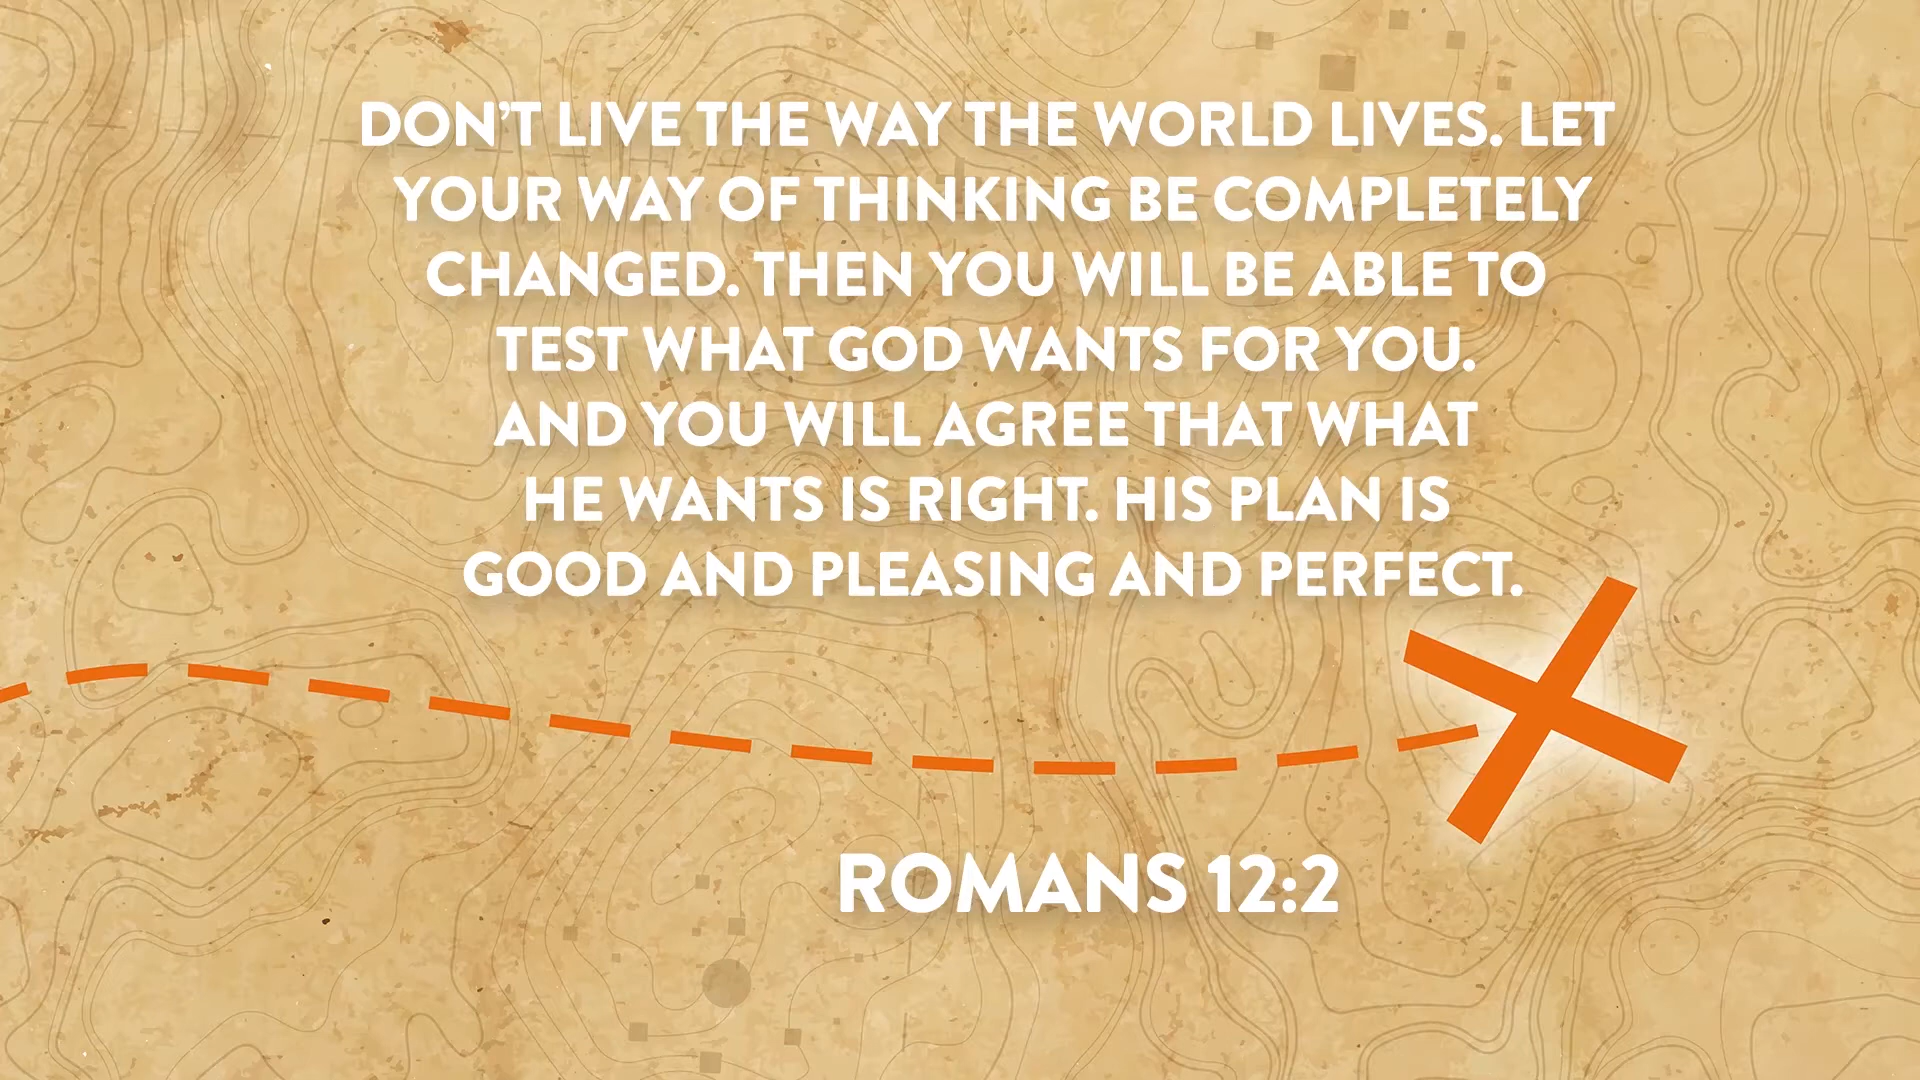 DON'T LIVE THE WAY THE WORLD LIVES. LET
YOUR WAY OF THINKING BE COMPLETELY
CHANGED. THEN YOU WILL BE ABLE TO
TEST WHAT GOD WANTS FOR YOU.
AND YOU WILL AGREE THAT WHAT
HE WANTS IS RIGHT. HIS PLAN IS
GOOD AND PLEASING AND PERFECT.
ROMANS 12:2